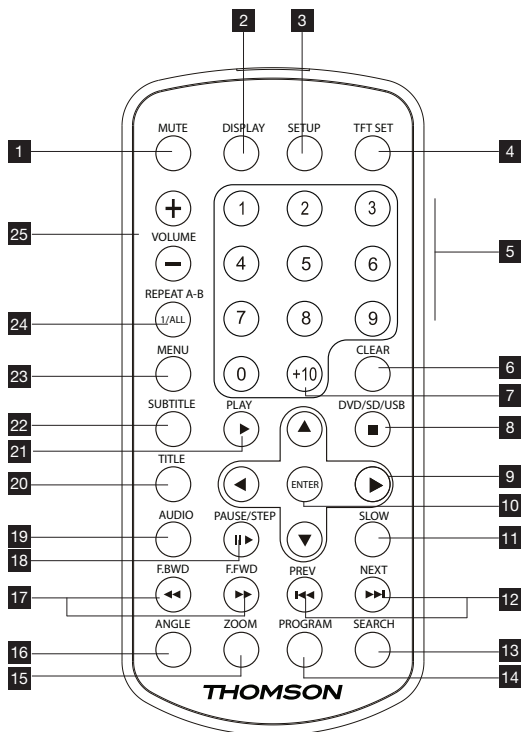 2 3
MUTE DISPLAY SETUP TFT SET
1 4
+ 1 2 3
25 VOLUME 5
− 4 5 6
REPEAT A-B
24 1/ALL 7 8 9
MENU CLEAR
23 0 +10 6
7
SUBTITLE PLAY DVD/SD/USB
22 8
21
TITLE 9
20 ENTER
10
AUDIO PAUSE/STEP SLOW
19 11
18
F.BWD F.FWD PREV NEXT
17 12
ANGLE ZOOM PROGRAM SEARCH
16 13
15 14
THOMSON